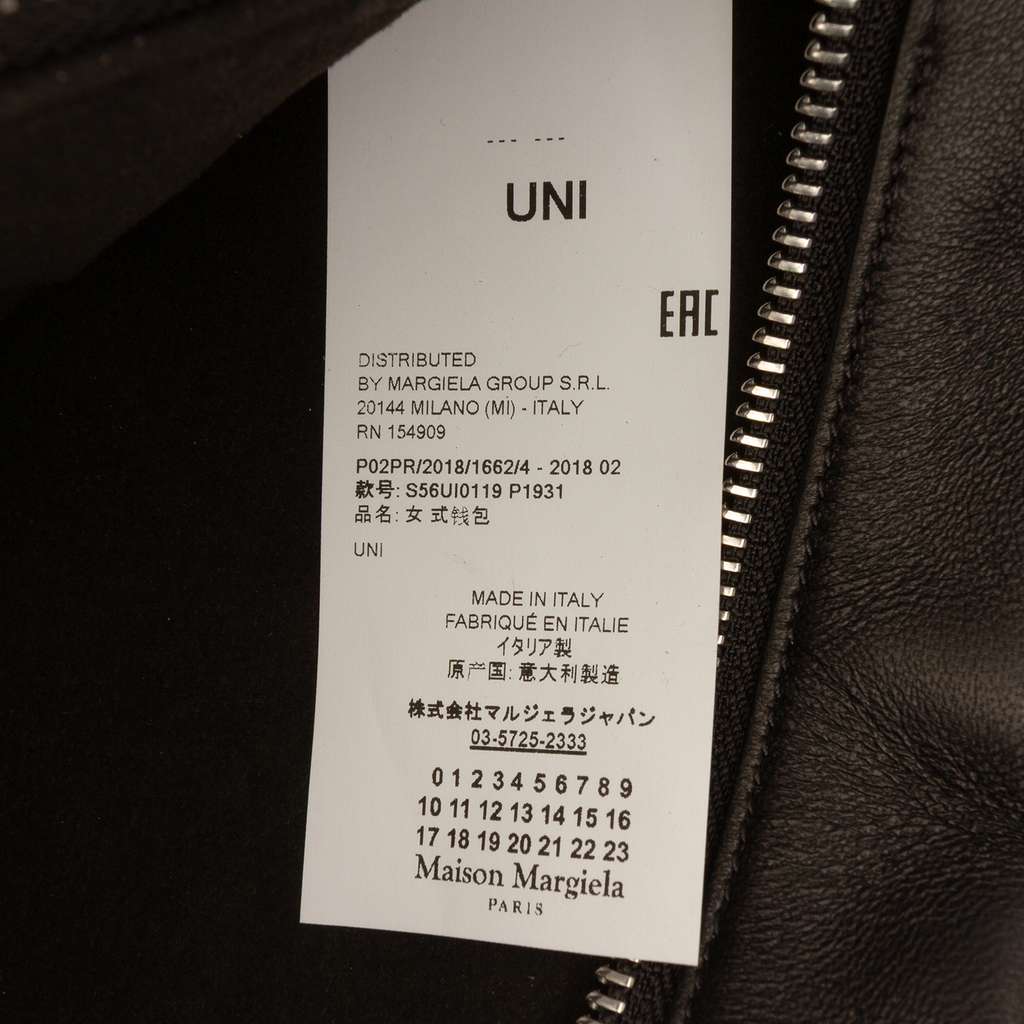 --- ---
UNI
EAC
DISTRIBUTED
BY MARGIELA GROUP S.R.L.
20144 MILANO (MI) - ITALY
RN 154909
P02PR/2018/1662/4 - 2018 02
款号: S56UI0119 P1931
品名: 女 式钱包
UNI
MADE IN ITALY
FABRIQUÉ EN ITALIE
イタリア製
原产国: 意大利製造
株式会社マルジェラジャパン
03-5725-2333
0 1 2 3 4 5 6 7 8 9
10 11 12 13 14 15 16
17 18 19 20 21 22 23
Maison Margiela
PARIS